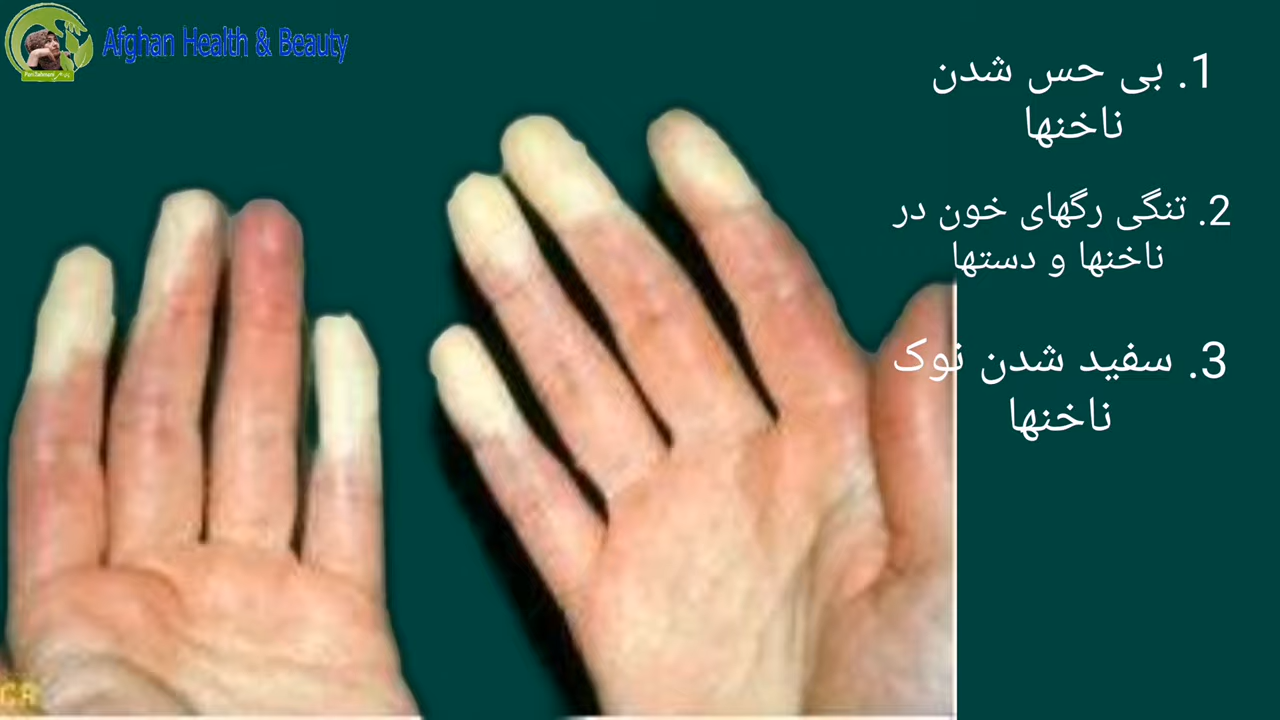 Afghan Health & Beauty
1. بی حس شدن
ناخنها
2. تنگی رگهای خون در
ناخنها و دستها
3. سفید شدن نوک
ناخنها